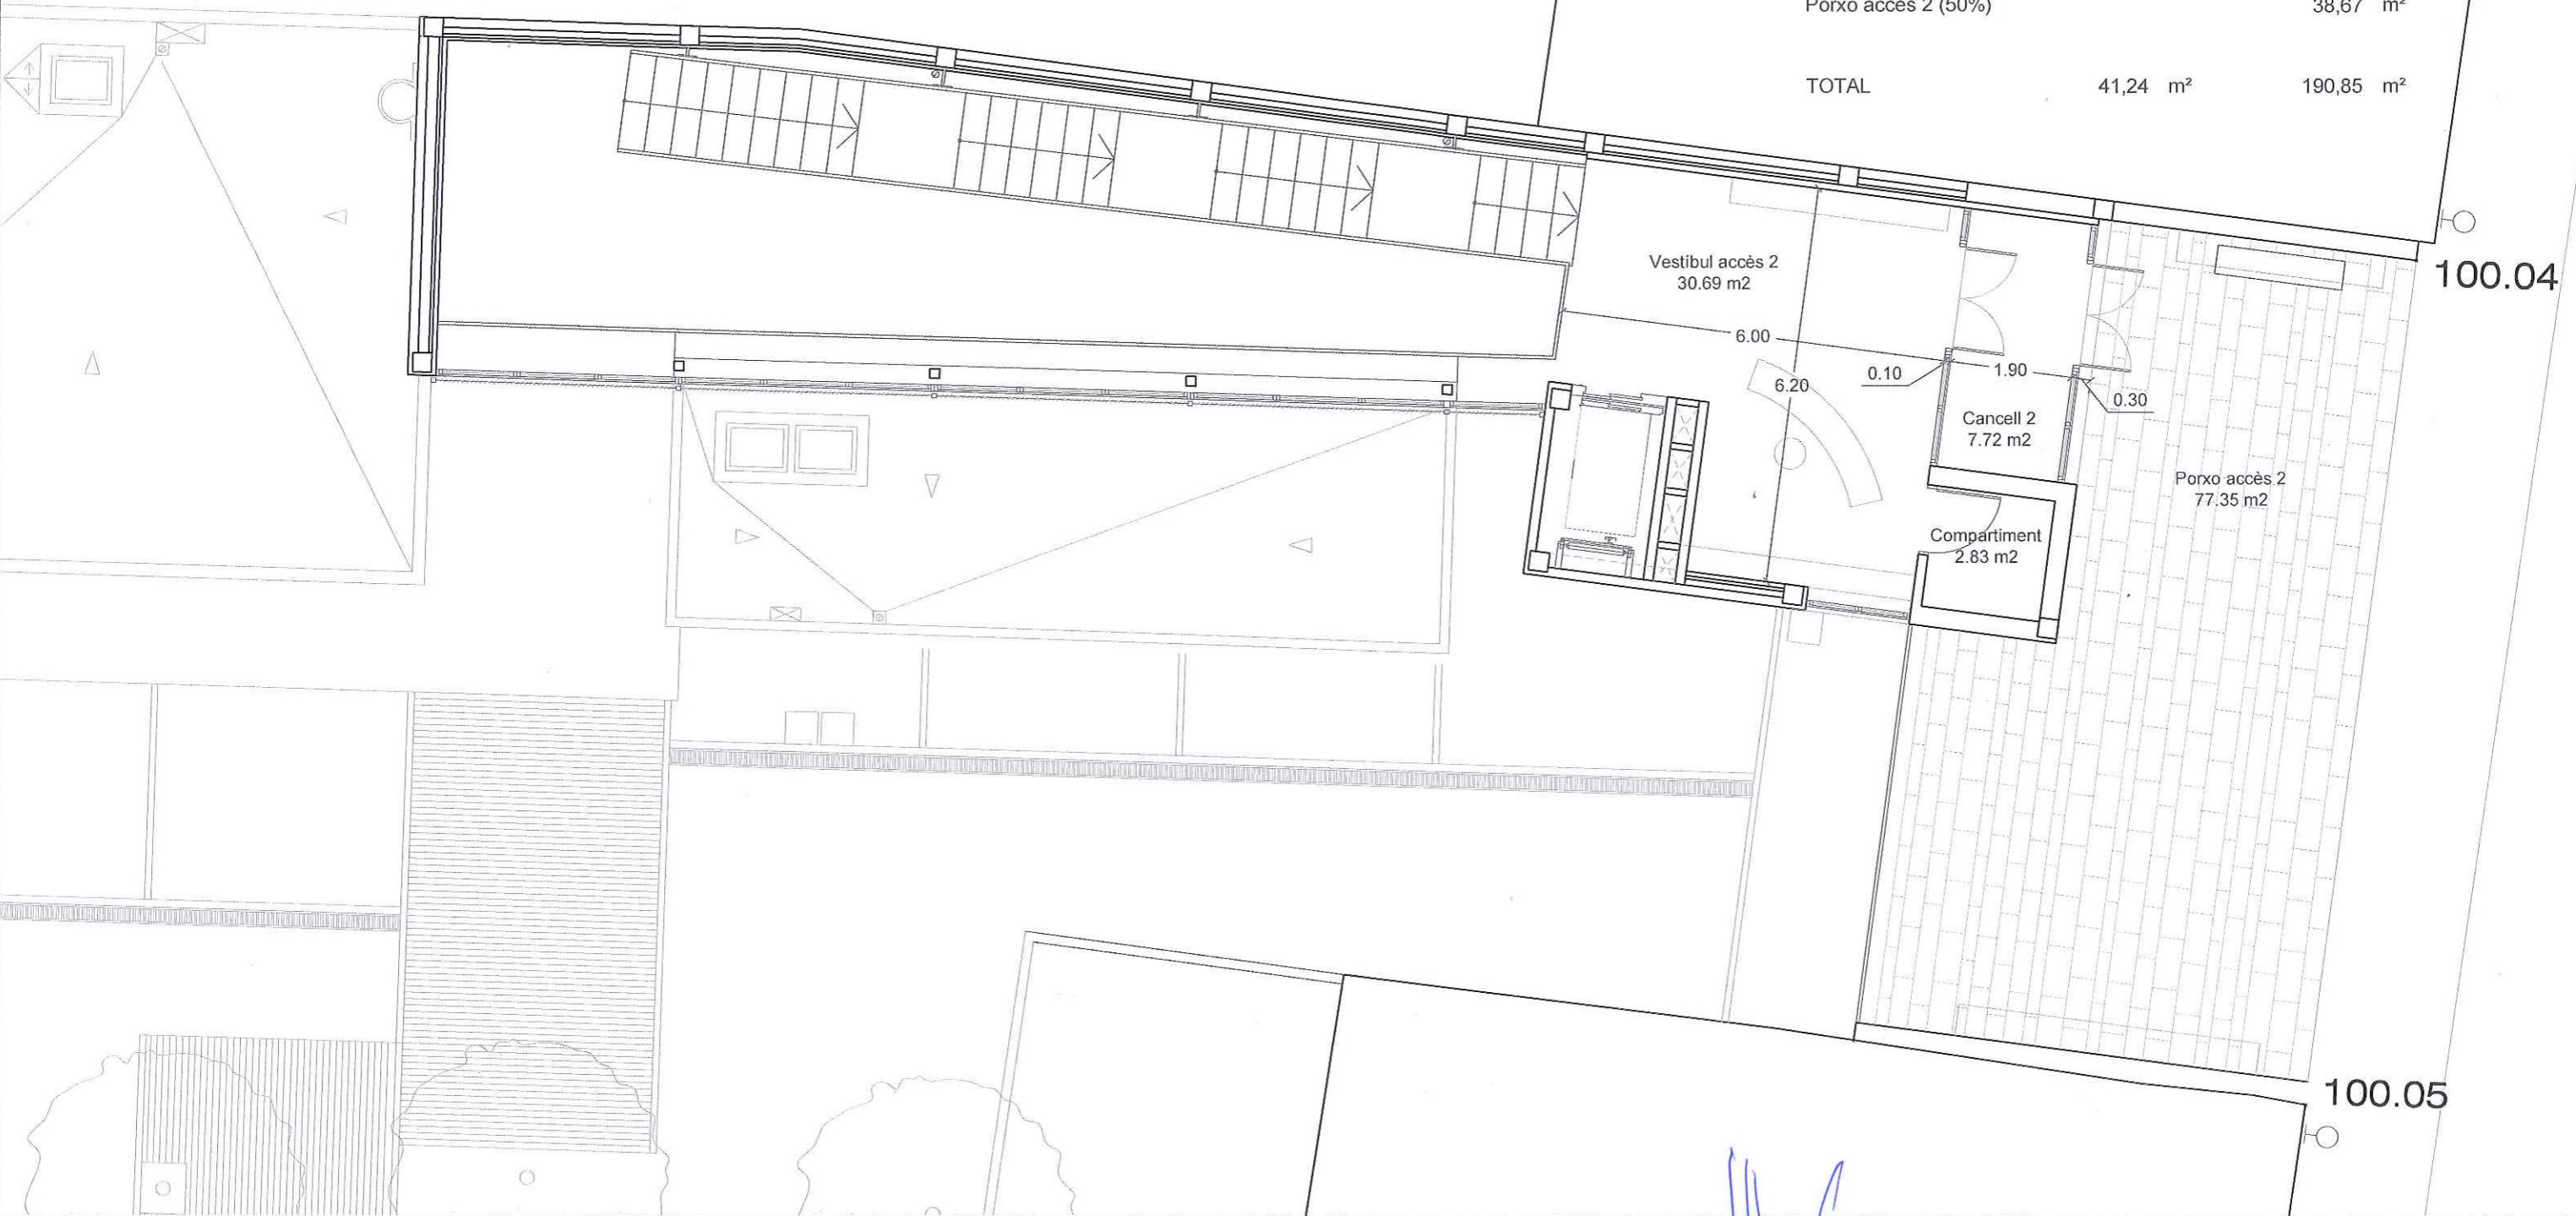 Porxo accès 2 (50%) 38,67 m²
TOTAL 41,24 m² 190,85 m²
100.04
Vestíbul accès 2
30.69 m2
6.00
6.20
0.10
1.90
0.30
Cancell 2
7.72 m2
Porxo accès 2
77.35 m2
Compartiment
2.83 m2
100.05